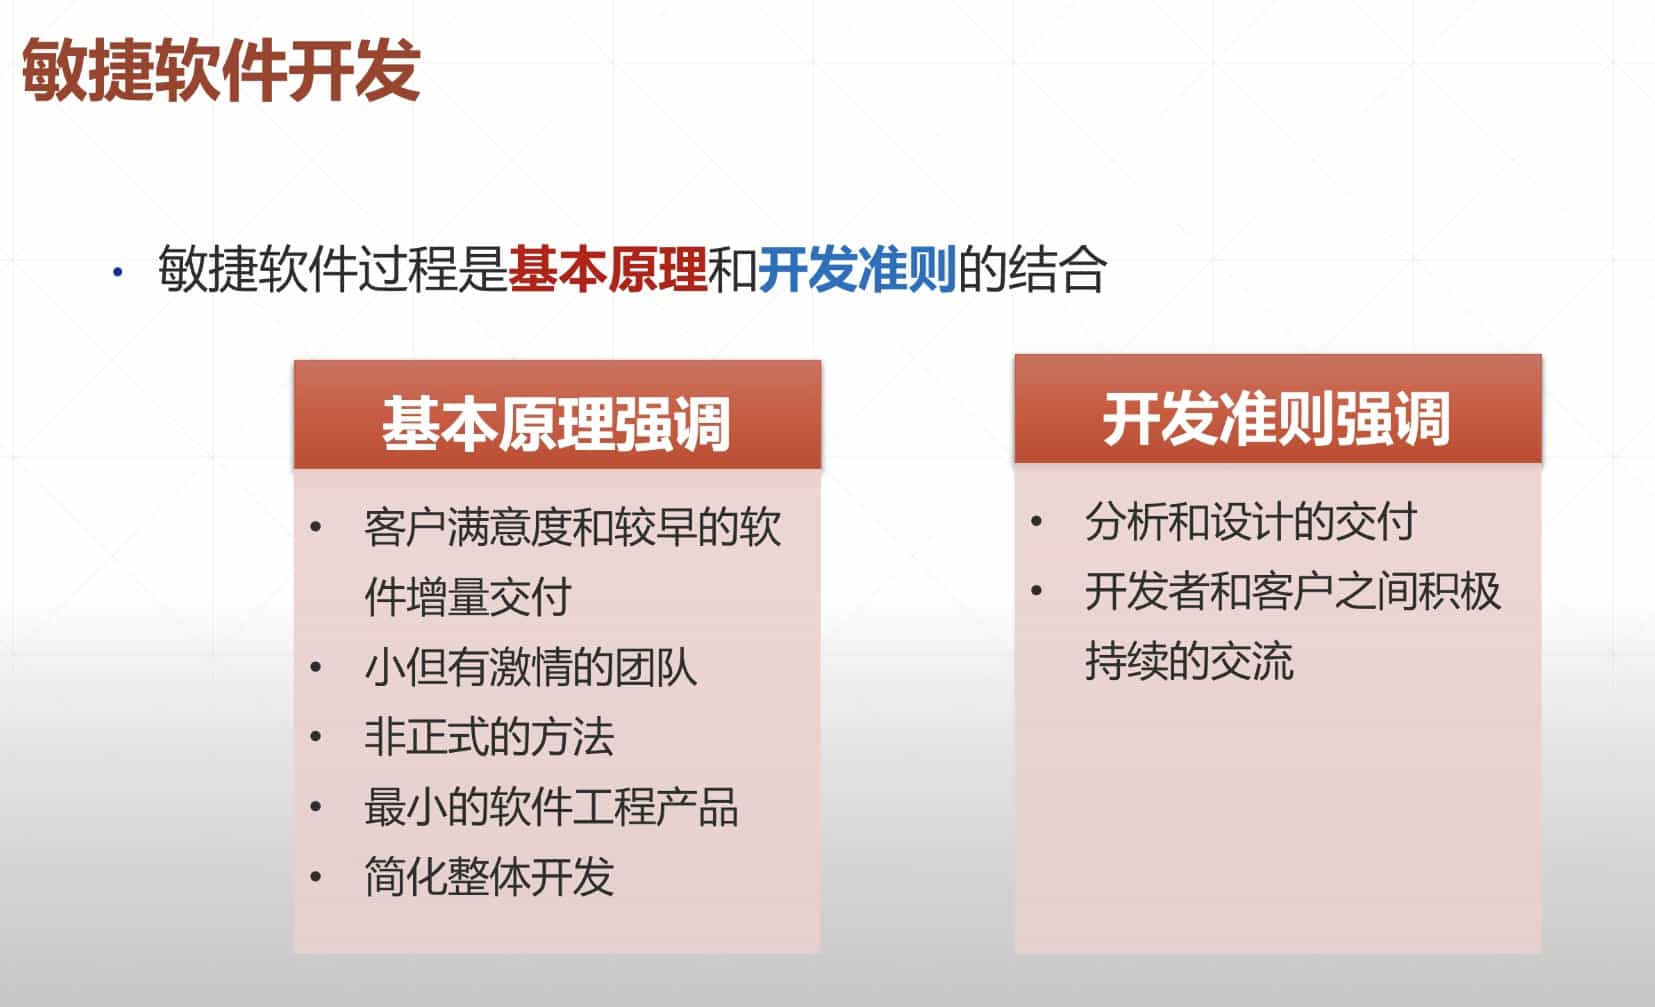 敏捷软件开发
• 敏捷软件过程是基本原理和开发准则的结合
基本原理强调
• 客户满意度和较早的软
件增量交付
• 小但有激情的团队
• 非正式的方法
• 最小的软件工程产品
• 简化整体开发
开发准则强调
• 分析和设计的交付
• 开发者和客户之间积极
持续的交流